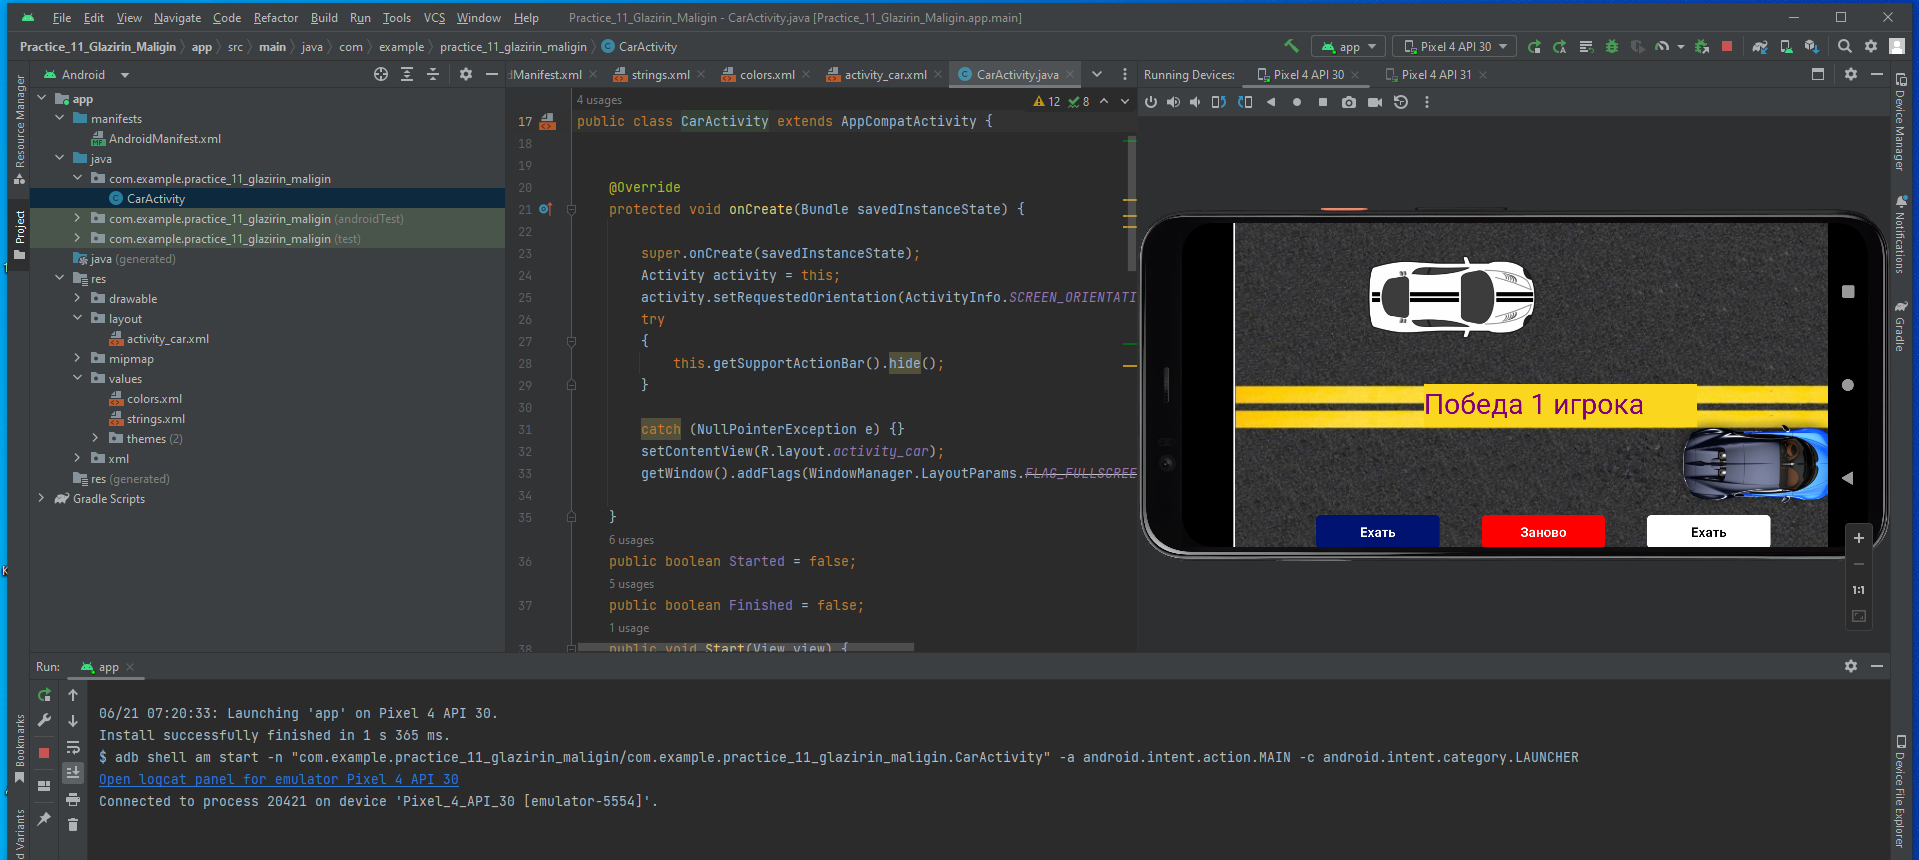 File Edit View Navigate Code Refactor Build Run Tools VCS Window Help Practice_11_Glazirin_Maligin - CarActivity.java [Practice_11_Glazirin_Maligin.app.main]
Practice_11_Glazirin_Maligin app src main java com example practice_11_glazirin_maligin CarActivity app Pixel 4 API 30
Android
dManifest.xml strings.xml colors.xml activity_car.xml CarActivity.java
Running Devices: Pixel 4 API 30 Pixel 4 API 31
Resource Manager
Project
app
manifests
AndroidManifest.xml
java
com.example.practice_11_glazirin_maligin
CarActivity
com.example.practice_11_glazirin_maligin (androidTest)
com.example.practice_11_glazirin_maligin (test)
java (generated)
res
drawable
layout
activity_car.xml
mipmap
values
colors.xml
strings.xml
themes (2)
xml
res (generated)
Gradle Scripts
4 usages
12 8
17 public class CarActivity extends AppCompatActivity {
18
19
20 @Override
21 protected void onCreate(Bundle savedInstanceState) {
22
23 super.onCreate(savedInstanceState);
24 Activity activity = this;
25 activity.setRequestedOrientation(ActivityInfo.SCREEN_ORIENTATI
26 try
27 {
28 this.getSupportActionBar().hide();
29 }
30
31 catch (NullPointerException e) {}
32 setContentView(R.layout.activity_car);
33 getWindow().addFlags(WindowManager.LayoutParams.FLAG_FULLSCREE
34
35 }
6 usages
36 public boolean Started = false;
5 usages
37 public boolean Finished = false;
1 usage
38 public void Start(View view) {
Победа 1 игрока
Ехать Заново Ехать
1:1
Device Manager
Notifications
Gradle
Device File Explorer
Run: app
06/21 07:20:33: Launching 'app' on Pixel 4 API 30.
Install successfully finished in 1 s 365 ms.
$ adb shell am start -n "com.example.practice_11_glazirin_maligin/com.example.practice_11_glazirin_maligin.CarActivity" -a android.intent.action.MAIN -c android.intent.category.LAUNCHER
Open logcat panel for emulator Pixel 4 API 30
Connected to process 20421 on device 'Pixel_4_API_30 [emulator-5554]'.
Bookmarks
d Variants